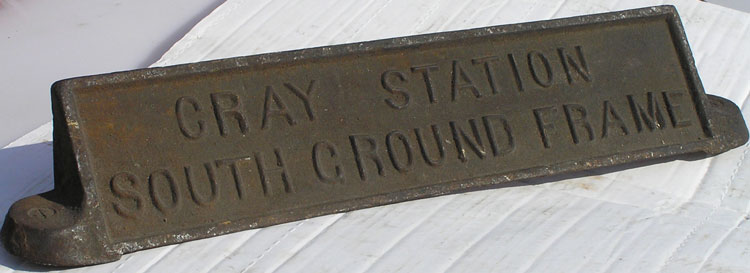 CRAY STATION
SOUTH GROUND FRAME